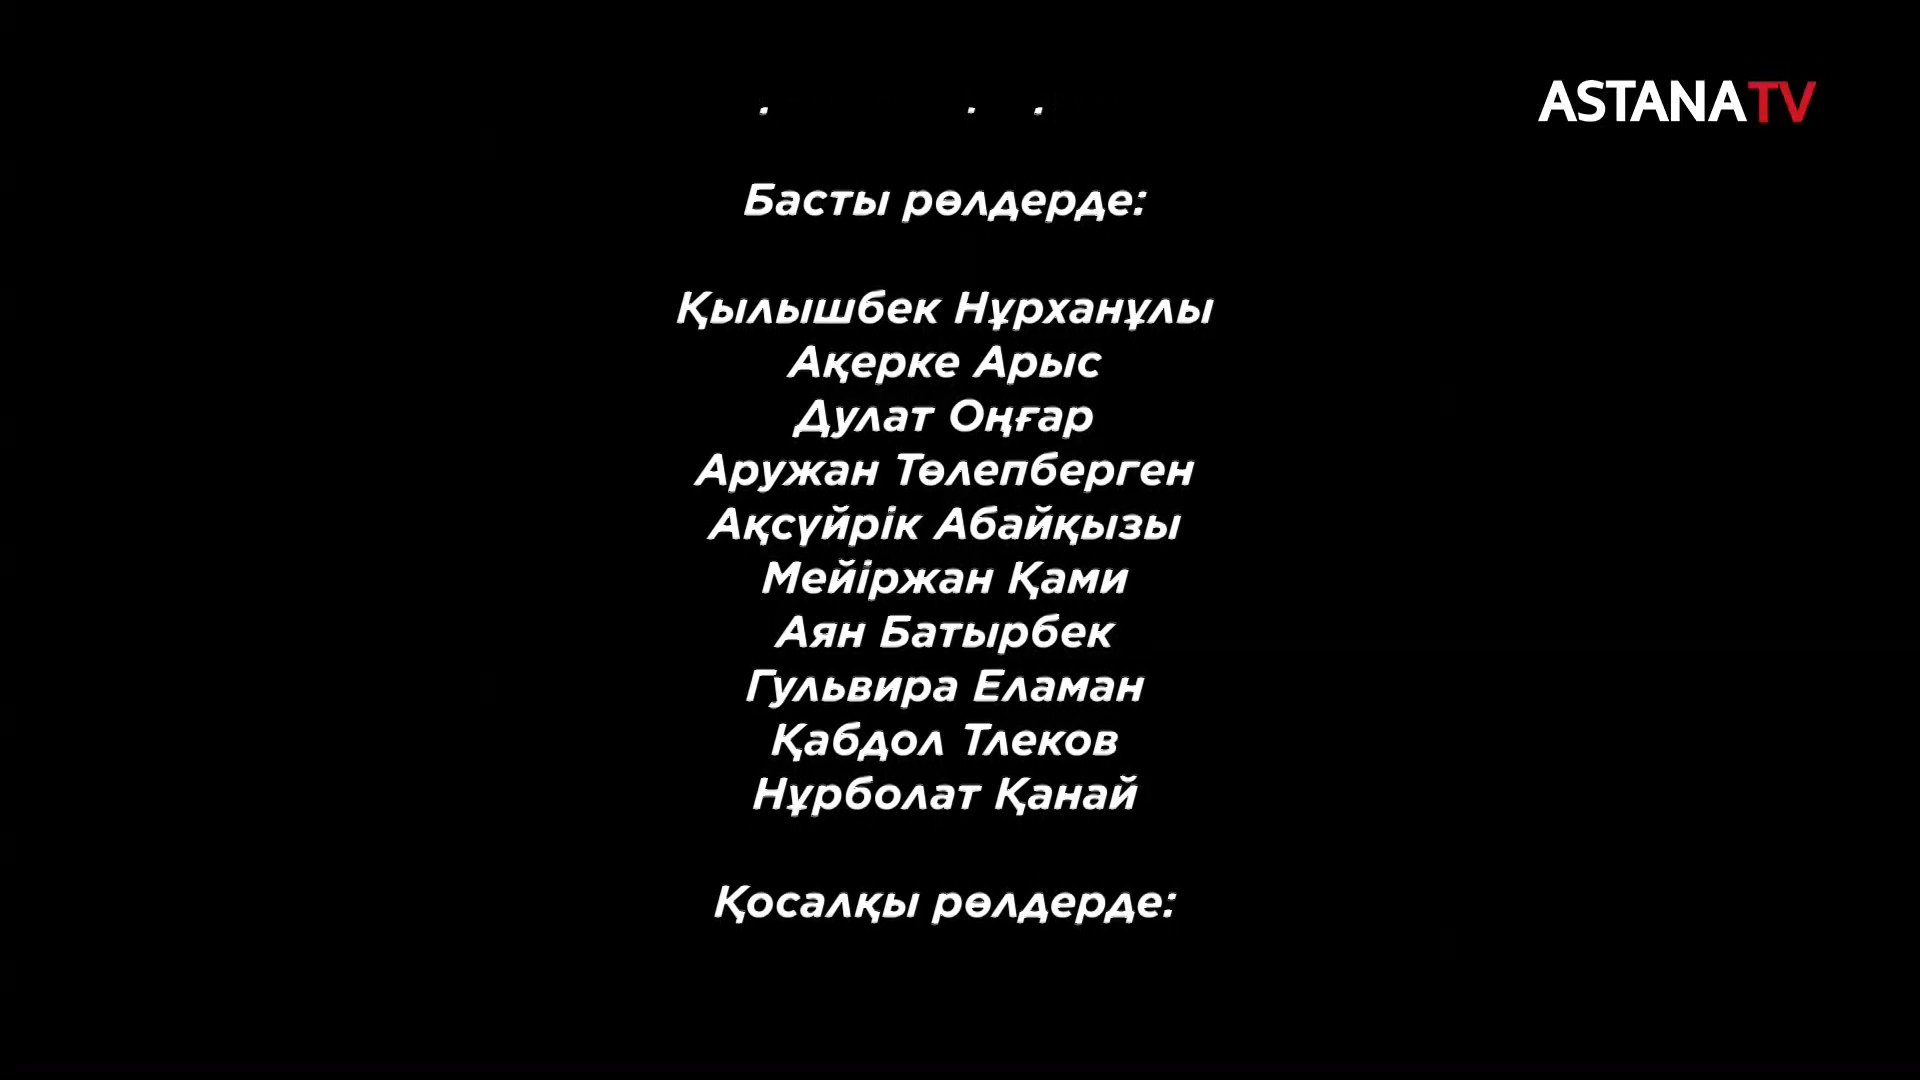 ASTANATV
Басты рөлдерде:
Қылышбек Нұрханұлы
Ақерке Арыс
Дулат Оңғар
Аружан Төлепберген
Ақсүйрік Абайқызы
Мейіржан Қами
Аян Батырбек
Гульвира Еламан
Қабдол Тлеков
Нұрболат Қанай
Қосалқы рөлдерде: